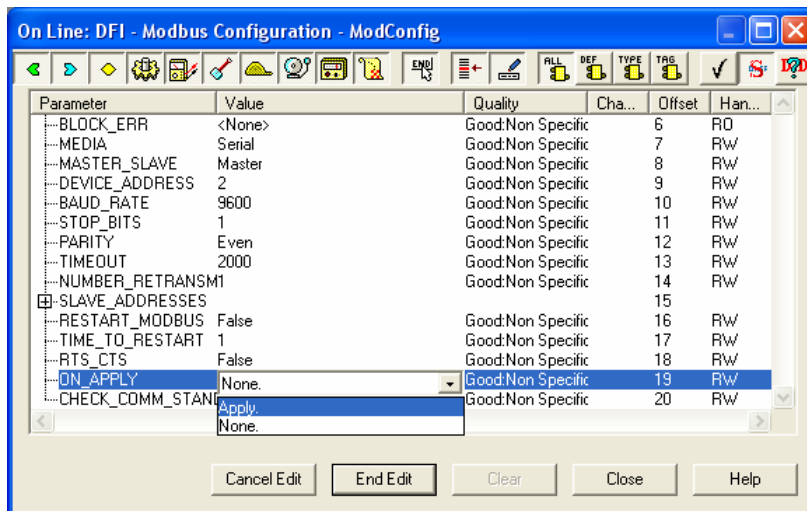 On Line: DFI - Modbus Configuration - ModConfig
END! ALL DEF TYPE TAG
Parameter Value Quality Cha... Offset Han...
BLOCK_ERR <None> Good:Non Specific 6 RO
MEDIA Serial Good:Non Specific 7 RW
MASTER_SLAVE Master Good:Non Specific 8 RW
DEVICE_ADDRESS 2 Good:Non Specific 9 RW
BAUD_RATE 9600 Good:Non Specific 10 RW
STOP_BITS 1 Good:Non Specific 11 RW
PARITY Even Good:Non Specific 12 RW
TIMEOUT 2000 Good:Non Specific 13 RW
NUMBER_RETRANSM1 Good:Non Specific 14 RW
SLAVE_ADDRESSES 15
RESTART_MODBUS False Good:Non Specific 16 RW
TIME_TO_RESTART 1 Good:Non Specific 17 RW
RTS_CTS False Good:Non Specific 18 RW
ON_APPLY None. Good:Non Specific 19 RW
CHECK_COMM_STAND Good:Non Specific 20 RW
Apply.
None.
Cancel Edit End Edit Clear Close Help